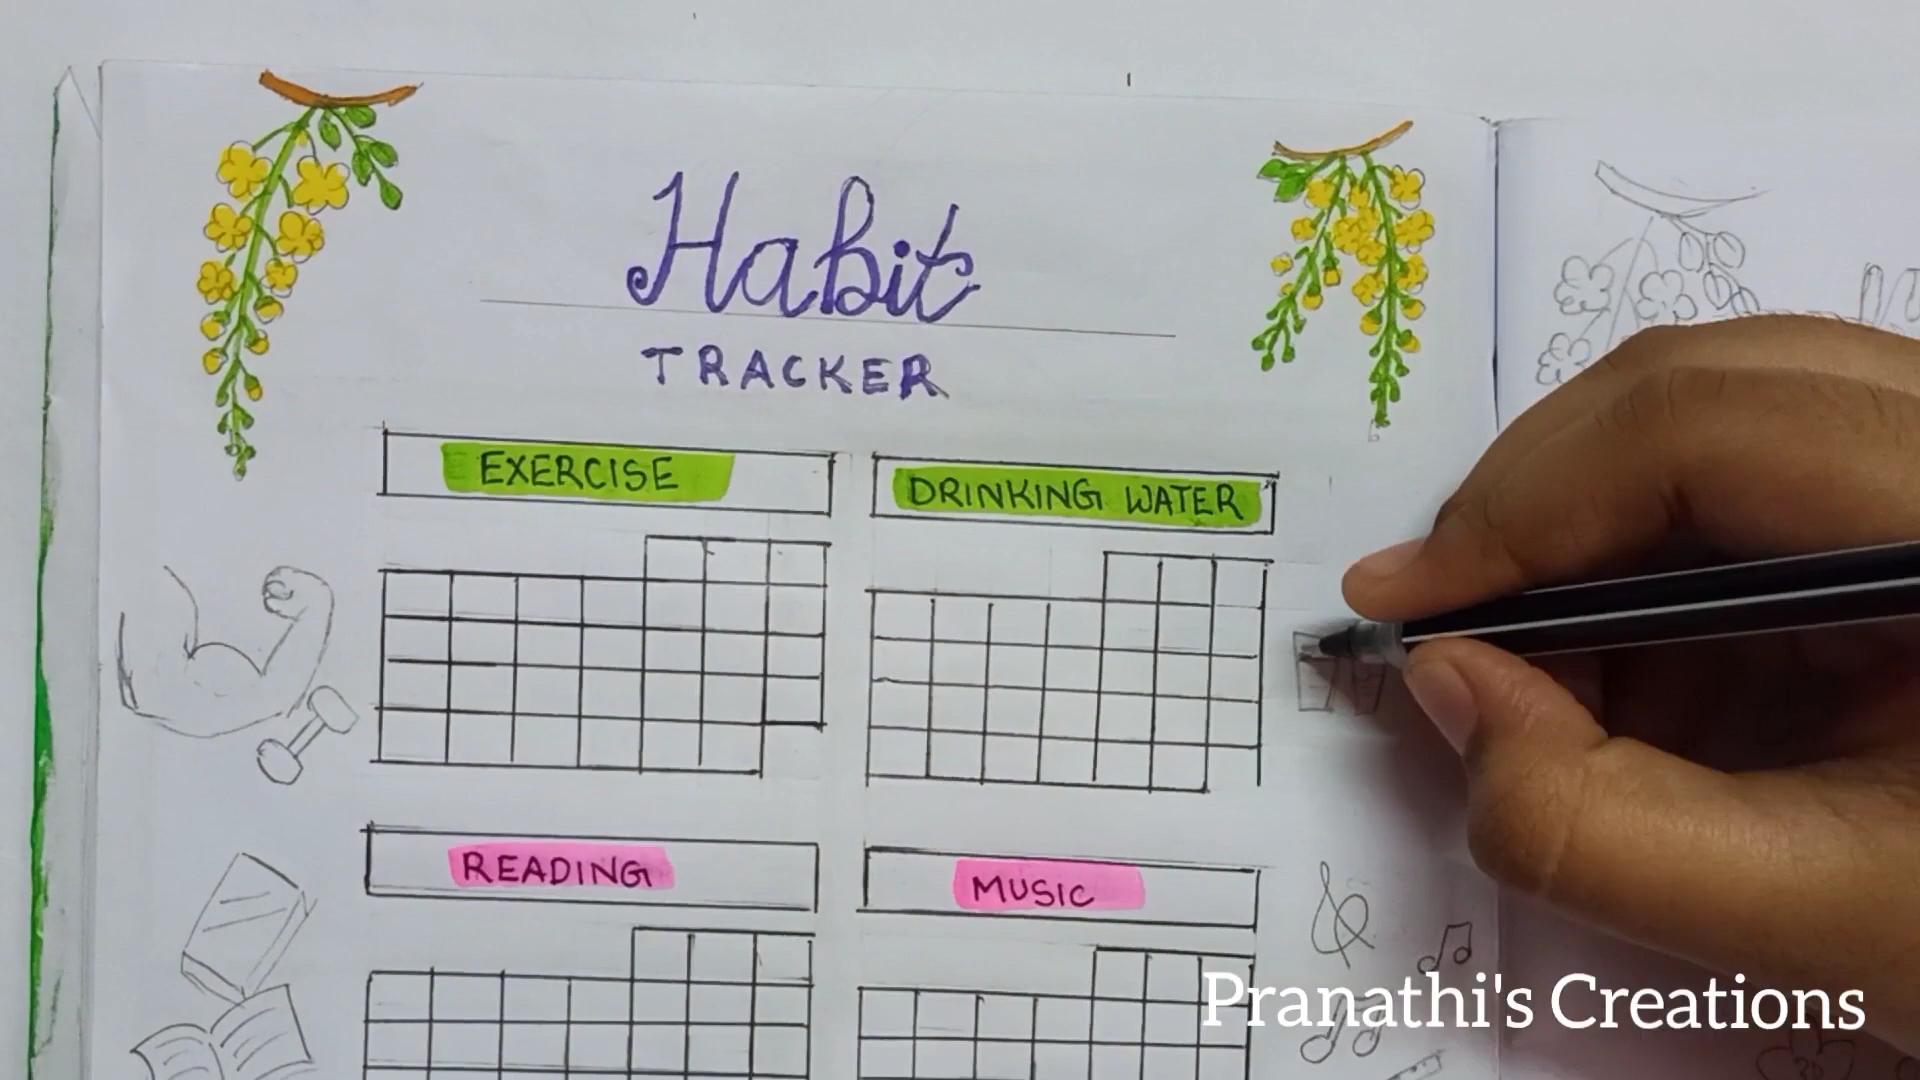 Habit
TRACKER
EXERCISE
DRINKING WATER
READING
MUSIC
Pranathi's Creations